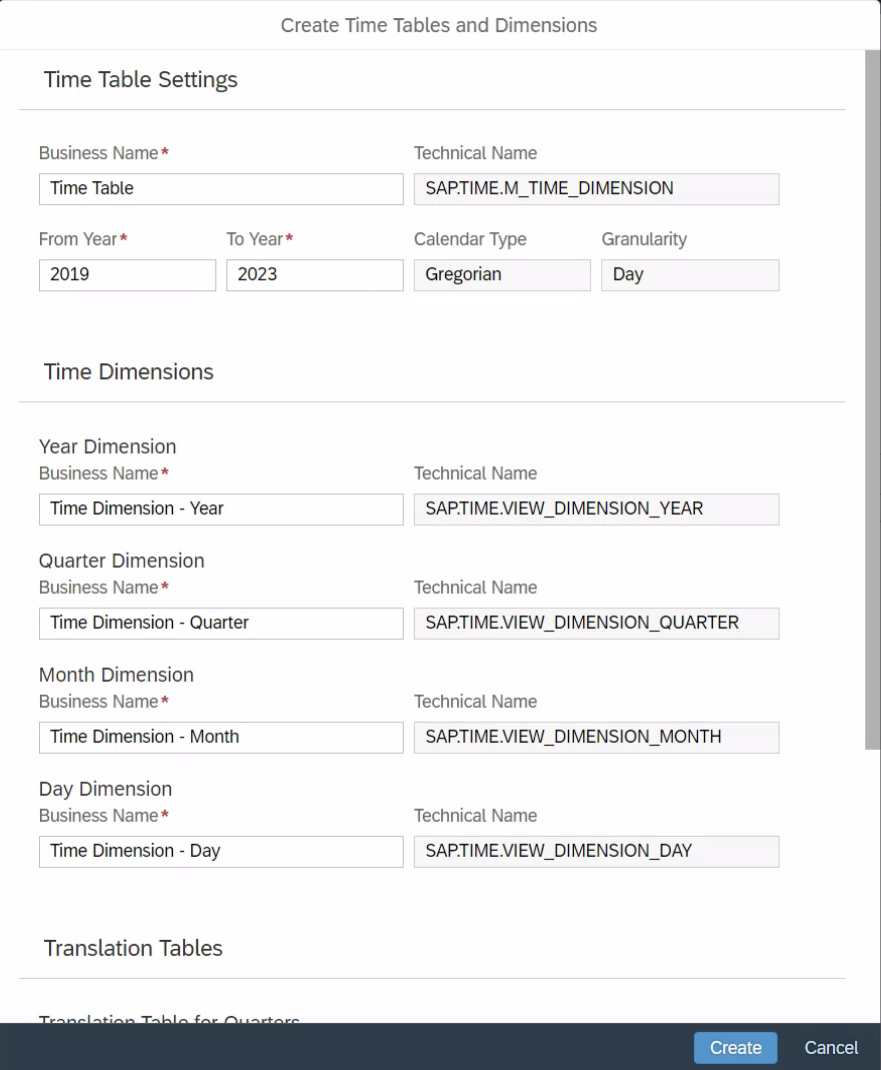 Create Time Tables and Dimensions
Time Table Settings
Business Name* Technical Name
Time Table SAP.TIME.M_TIME_DIMENSION
From Year* To Year* Calendar Type Granularity
2019 2023 Gregorian Day
Time Dimensions
Year Dimension
Business Name* Technical Name
Time Dimension - Year SAP.TIME.VIEW_DIMENSION_YEAR
Quarter Dimension
Business Name* Technical Name
Time Dimension - Quarter SAP.TIME.VIEW_DIMENSION_QUARTER
Month Dimension
Business Name* Technical Name
Time Dimension - Month SAP.TIME.VIEW_DIMENSION_MONTH
Day Dimension
Business Name* Technical Name
Time Dimension - Day SAP.TIME.VIEW_DIMENSION_DAY
Translation Tables
Translation Table for Quarters
Create Cancel